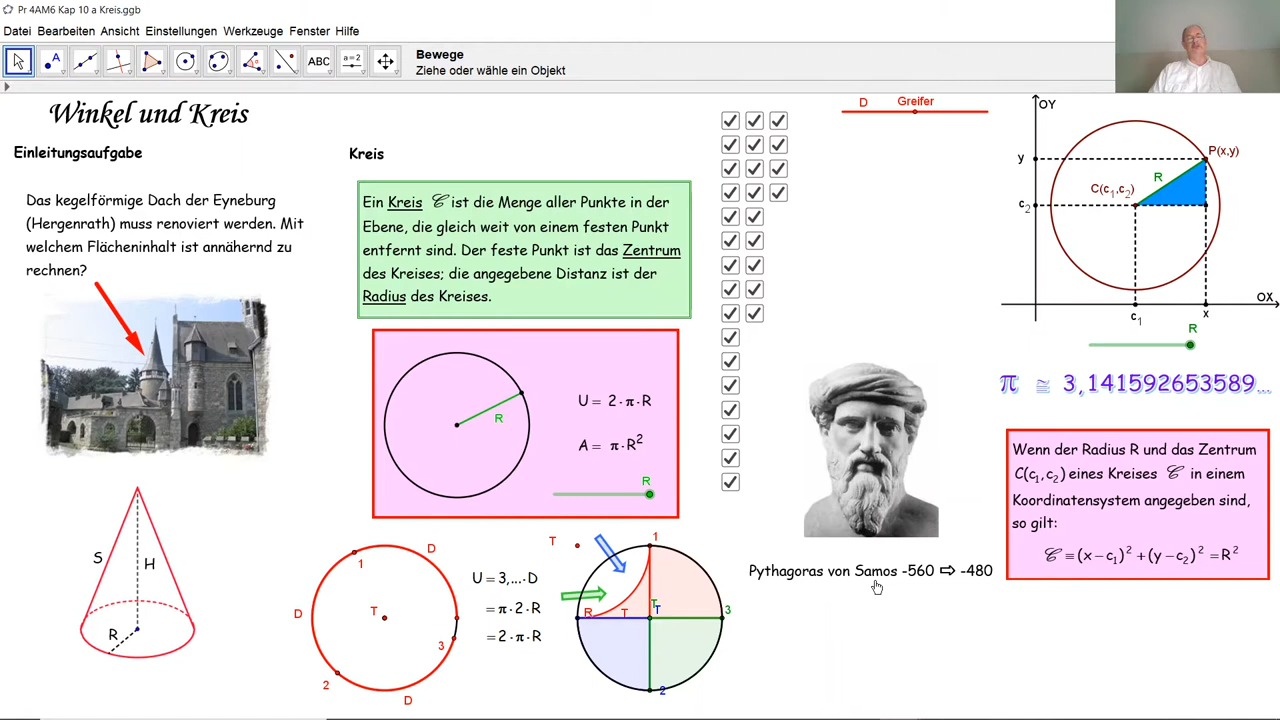 Pr 4AM6 Kap 10 a Kreis.ggb
Datei Bearbeiten Ansicht Einstellungen Werkzeuge Fenster Hilfe
A
ABC
a=2
Bewege
Ziehe oder wähle ein Objekt
Winkel und Kreis
Einleitungsaufgabe
Das kegelförmige Dach der Eyneburg
(Hergenrath) muss renoviert werden. Mit
welchem Flächeninhalt ist annähernd zu
rechnen?
S
H
R
Kreis
Ein Kreis 𝒞 ist die Menge aller Punkte in der
Ebene, die gleich weit von einem festen Punkt
entfernt sind. Der feste Punkt ist das Zentrum
des Kreises; die angegebene Distanz ist der
Radius des Kreises.
R
U = 2·π·R
A = π·R²
R
D
1
D
T
3
2
D
U = 3,...·D
= π·2·R
= 2·π·R
T
1
R
T
T
T
3
2
D
Greifer
Pythagoras von Samos -560 ⇨ -480
OY
y
P(x,y)
R
C(c₁,c₂)
c₂
OX
c₁
x
R
π ≅ 3,141592653589...
Wenn der Radius R und das Zentrum
C(c₁,c₂) eines Kreises 𝒞 in einem
Koordinatensystem angegeben sind,
so gilt:
𝒞 ≡ (x−c₁)² + (y−c₂)² = R²